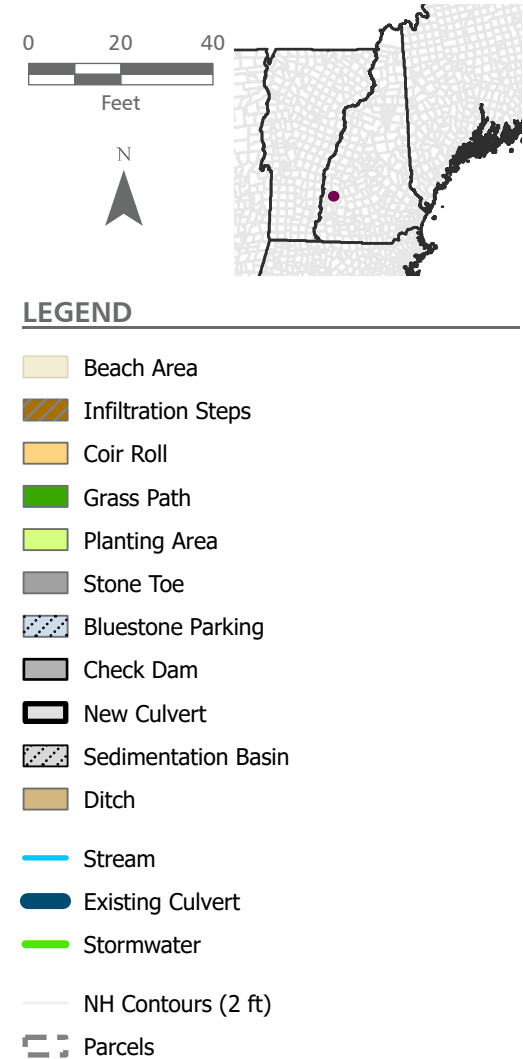 0 20 40
Feet
N
LEGEND
Beach Area
Infiltration Steps
Coir Roll
Grass Path
Planting Area
Stone Toe
Bluestone Parking
Check Dam
New Culvert
Sedimentation Basin
Ditch
Stream
Existing Culvert
Stormwater
NH Contours (2 ft)
Parcels